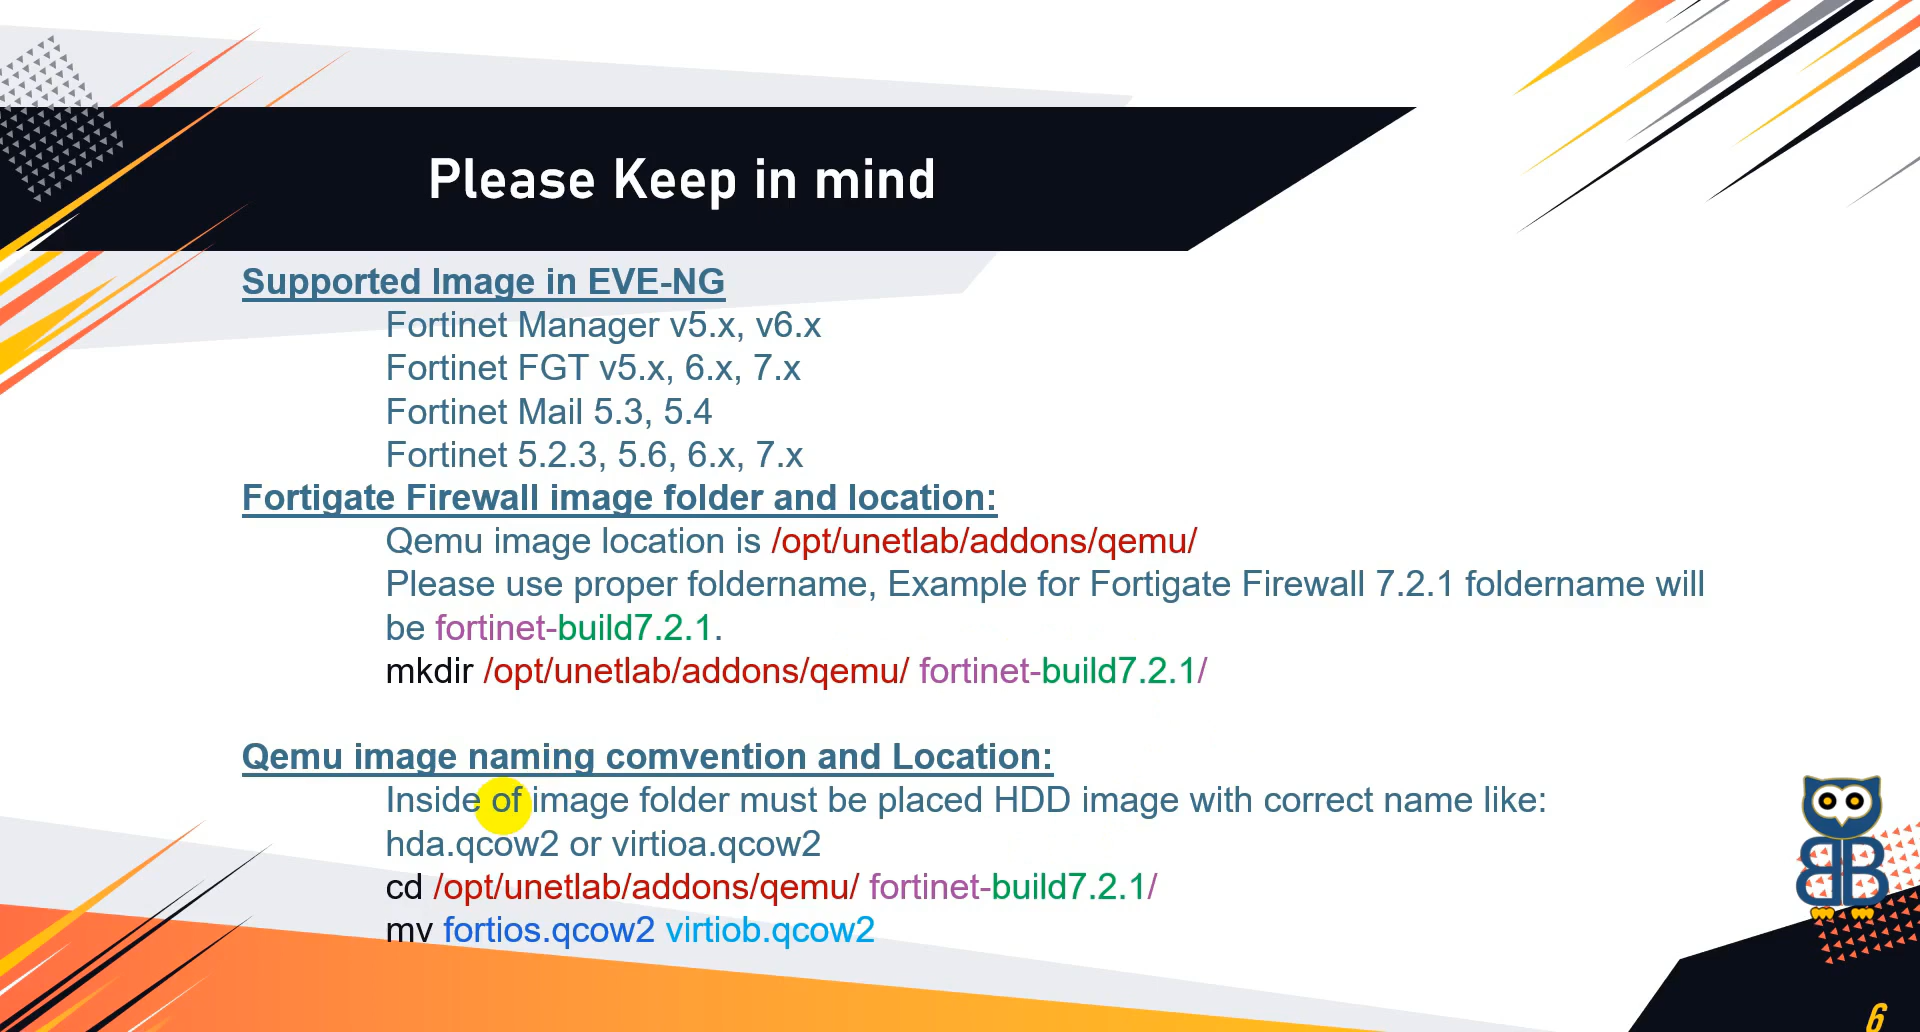 Please Keep in mind
Supported Image in EVE-NG
Fortinet Manager v5.x, v6.x
Fortinet FGT v5.x, 6.x, 7.x
Fortinet Mail 5.3, 5.4
Fortinet 5.2.3, 5.6, 6.x, 7.x
Fortigate Firewall image folder and location:
Qemu image location is /opt/unetlab/addons/qemu/
Please use proper foldername, Example for Fortigate Firewall 7.2.1 foldername will
be fortinet-build7.2.1.
mkdir /opt/unetlab/addons/qemu/ fortinet-build7.2.1/
Qemu image naming comvention and Location:
Inside of image folder must be placed HDD image with correct name like:
hda.qcow2 or virtioa.qcow2
cd /opt/unetlab/addons/qemu/ fortinet-build7.2.1/
mv fortios.qcow2 virtiob.qcow2
BB
6